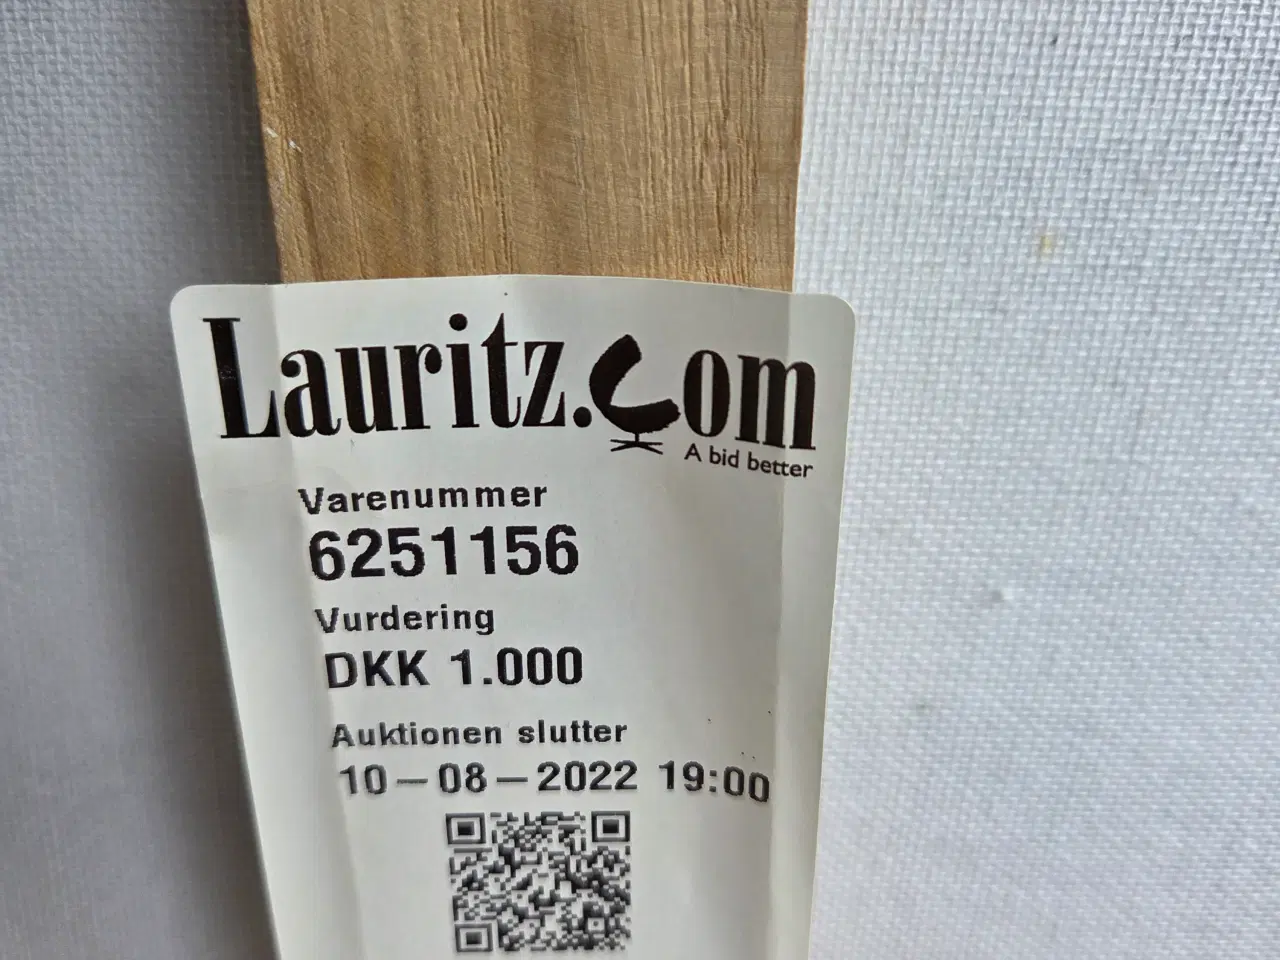 Lauritz.com
A bid better
Varenummer
6251156
Vurdering
DKK 1.000
Auktionen slutter
10-08-2022 19:00